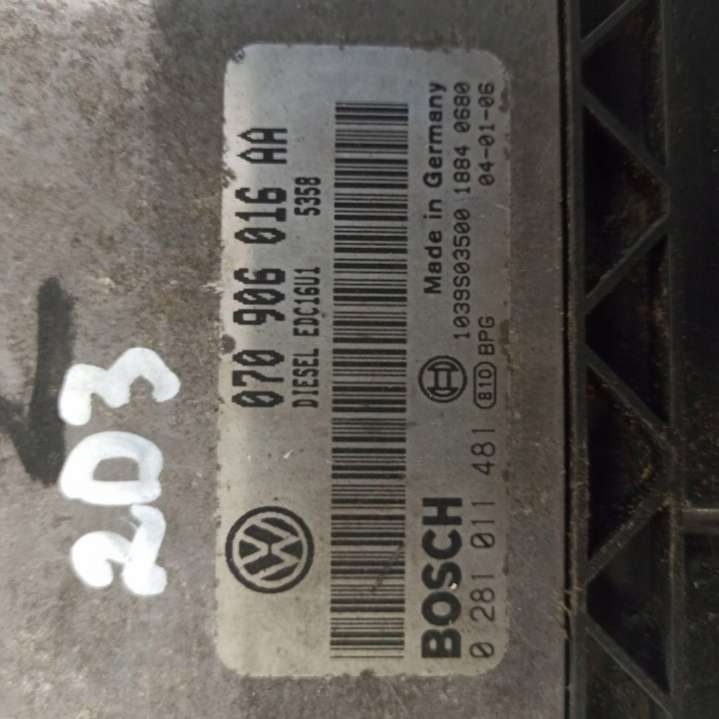 2D3
070 906 016 AA
DIESEL EDC16U1 5358
BOSCH
Made in Germany
0 281 011 481
1039S03500 1884 0680
81D BPG
04-01-06